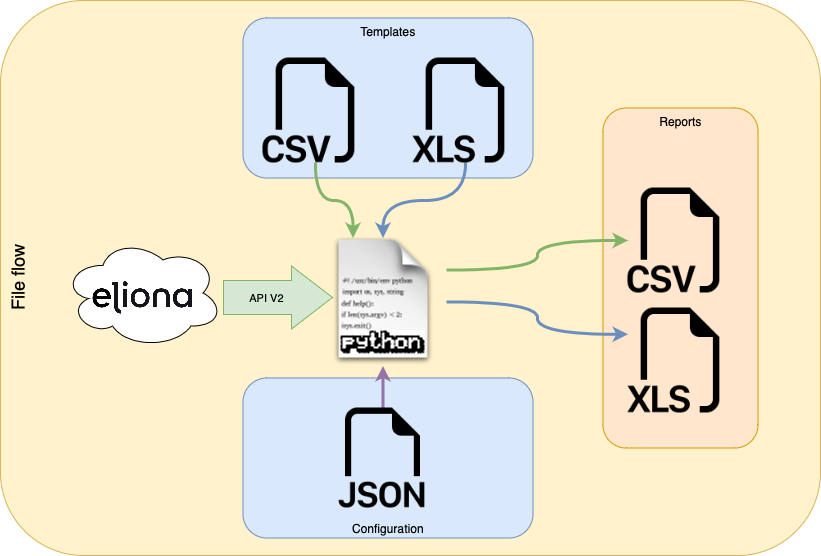 Templates
CSV
XLS
Reports
File flow
eliona
API V2
#! /usr/bin/env python
import os, sys, string
def help():
if len(sys.argv) < 2:
sys.exit()
python
CSV
XLS
JSON
Configuration